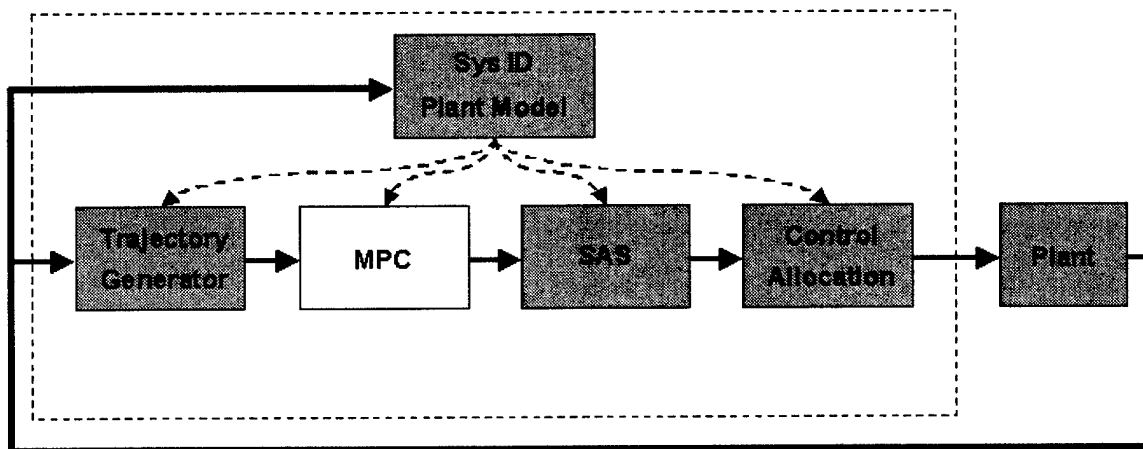 Sys ID
Plant Model
Trajectory
Generator
MPC
SAS
Control
Allocation
Plant